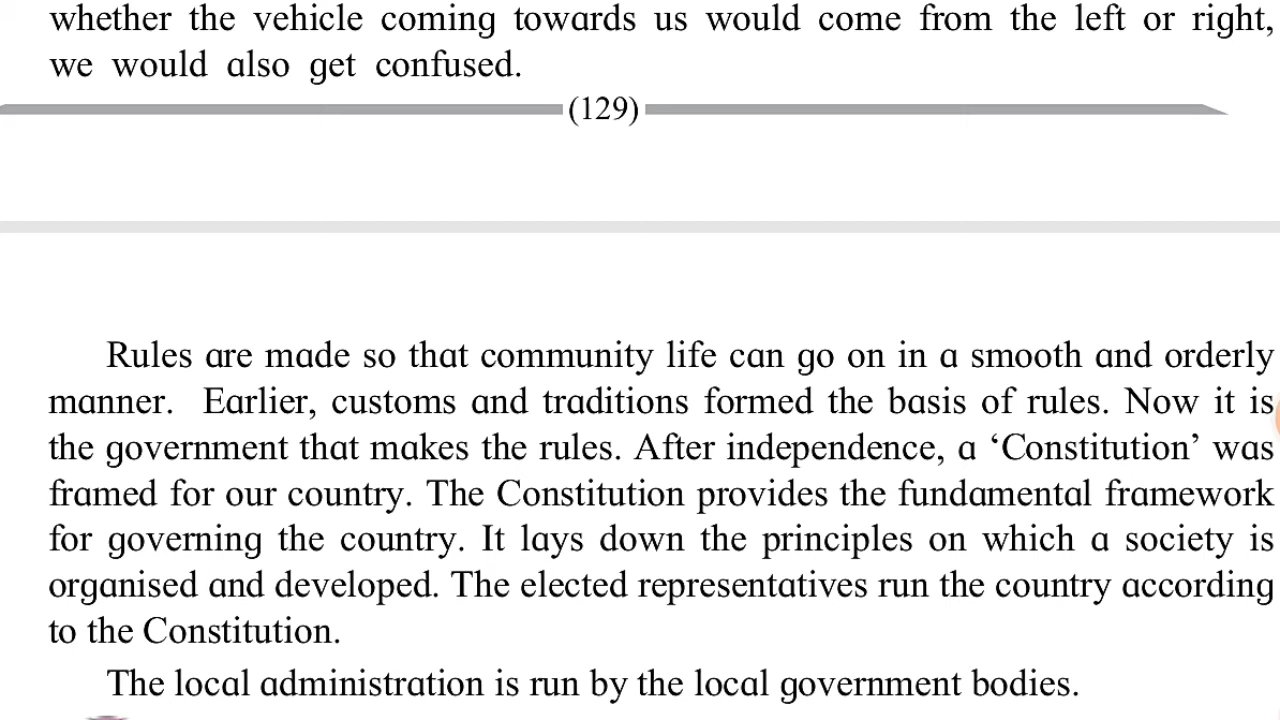 whether the vehicle coming towards us would come from the left or right,
we would also get confused.
(129)
Rules are made so that community life can go on in a smooth and orderly
manner. Earlier, customs and traditions formed the basis of rules. Now it is
the government that makes the rules. After independence, a ‘Constitution’ was
framed for our country. The Constitution provides the fundamental framework
for governing the country. It lays down the principles on which a society is
organised and developed. The elected representatives run the country according
to the Constitution.
The local administration is run by the local government bodies.